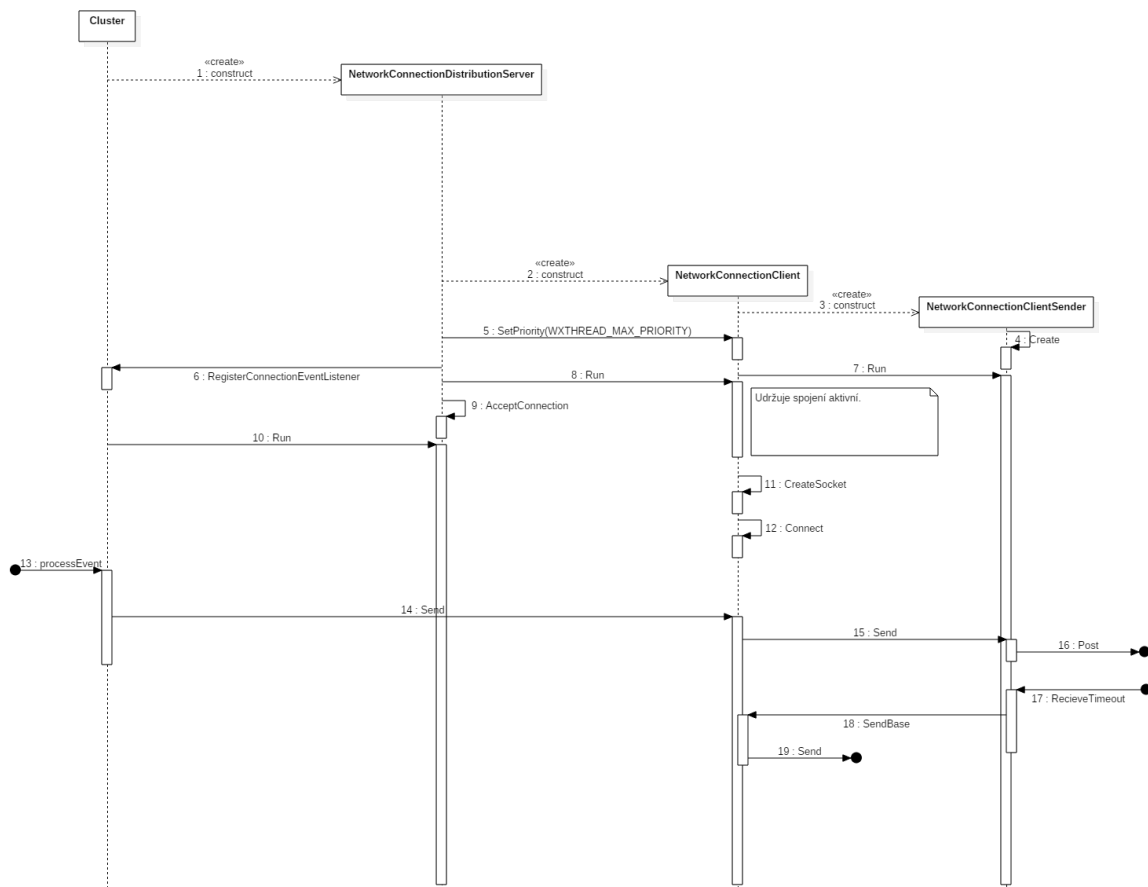 Cluster
«create»
1 : construct
NetworkConnectionDistributionServer
«create»
2 : construct
NetworkConnectionClient
«create»
3 : construct
NetworkConnectionClientSender
4 : Create
5 : SetPriority(WXTHREAD_MAX_PRIORITY)
6 : RegisterConnectionEventListener
7 : Run
8 : Run
Udržuje spojení aktivní.
9 : AcceptConnection
10 : Run
11 : CreateSocket
12 : Connect
13 : processEvent
14 : Send
15 : Send
16 : Post
17 : RecieveTimeout
18 : SendBase
19 : Send